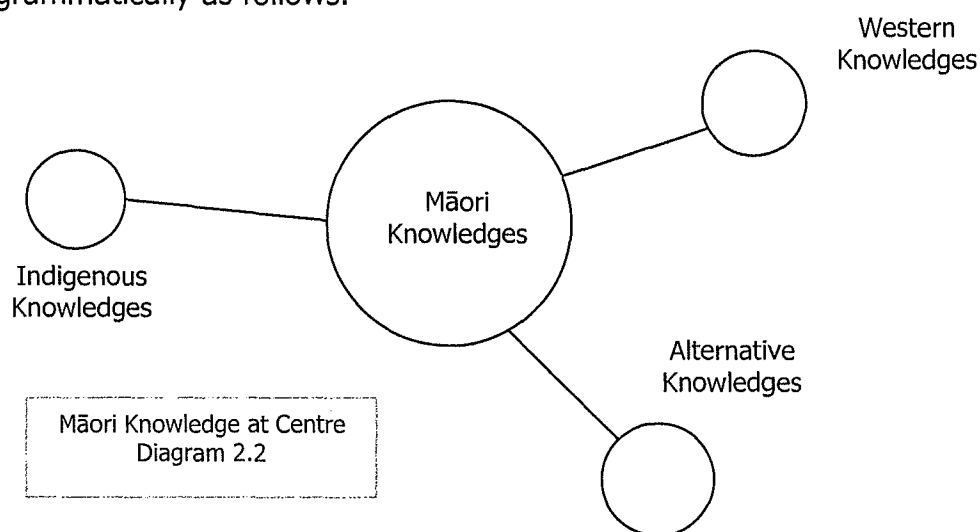 grammatically as follows:
Western
Knowledges
Māori
Knowledges
Indigenous
Knowledges
Alternative
Knowledges
Māori Knowledge at Centre
Diagram 2.2